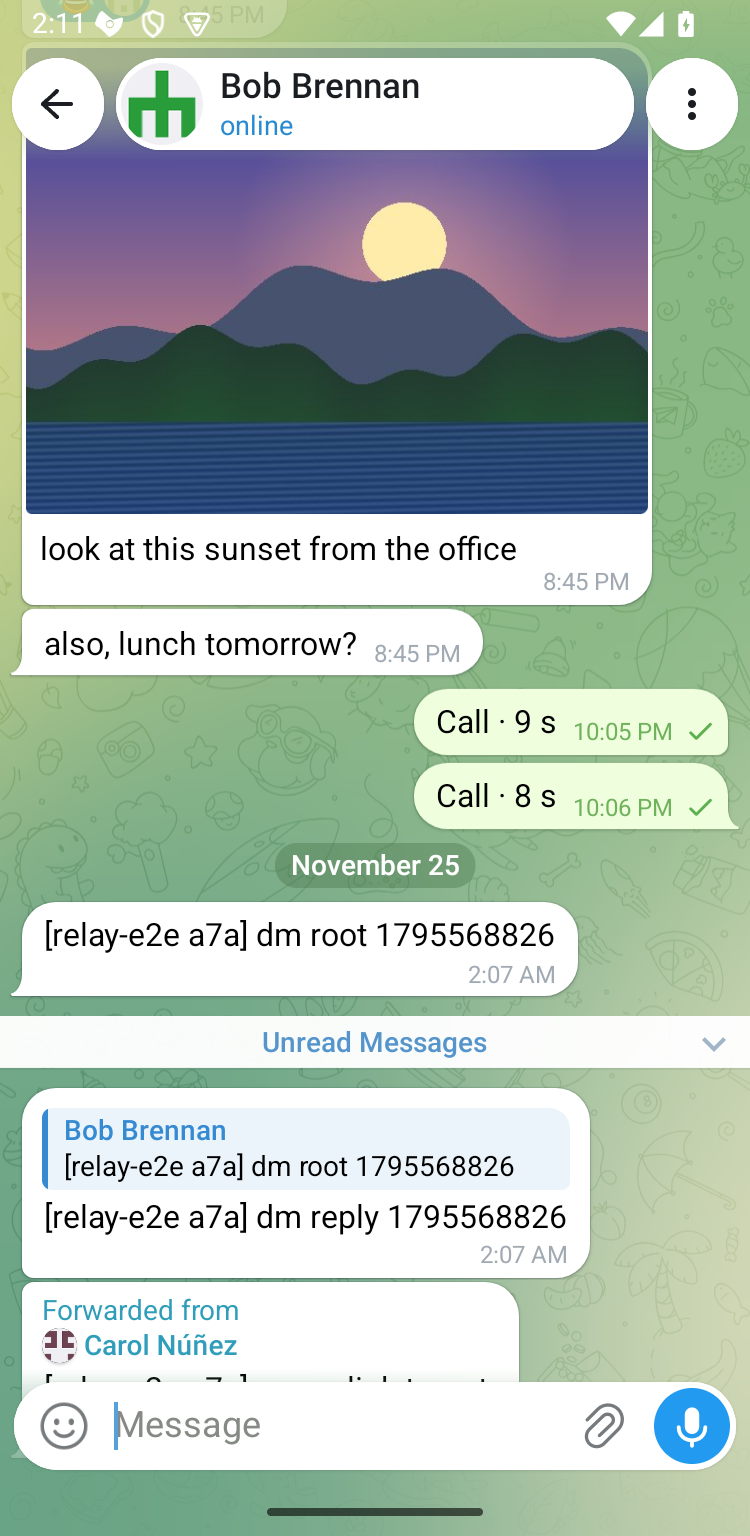 2:11
8:45 PM
Bob Brennan
online
look at this sunset from the office
8:45 PM
also, lunch tomorrow? 8:45 PM
Call · 9 s 10:05 PM
Call · 8 s 10:06 PM
November 25
[relay-e2e a7a] dm root 1795568826
2:07 AM
Unread Messages
Bob Brennan
[relay-e2e a7a] dm root 1795568826
[relay-e2e a7a] dm reply 1795568826
2:07 AM
Forwarded from
Carol Núñez
Message